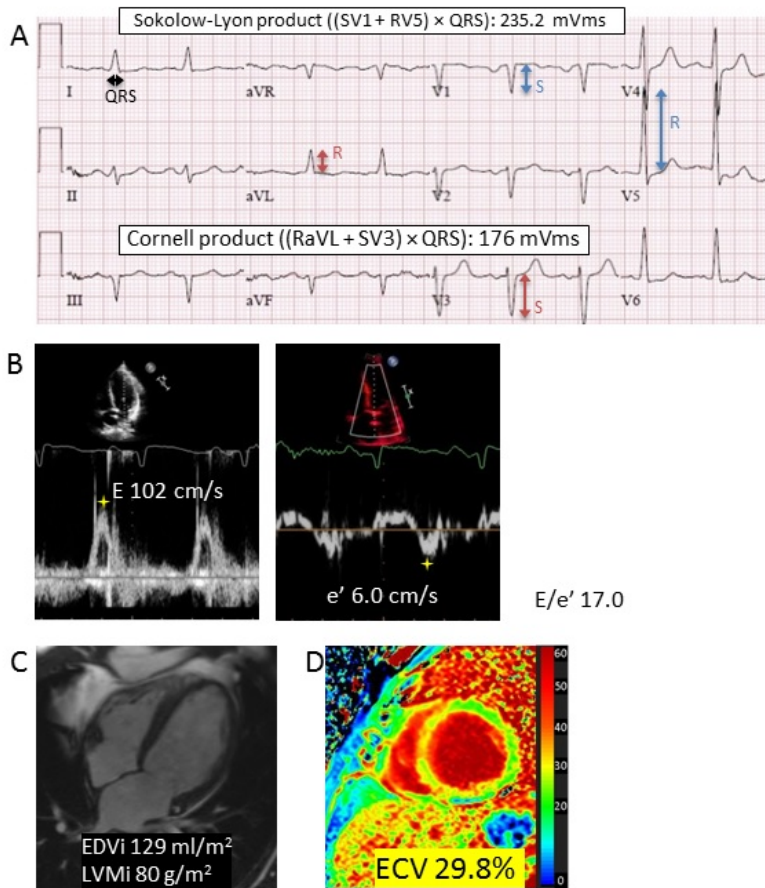 Sokolow-Lyon product ((SV1 + RV5) × QRS): 235.2 mVms
A
I
aVR
V1
S
V4
QRS
R
R
II
aVL
V2
V5
Cornell product ((RaVL + SV3) × QRS): 176 mVms
III
aVF
V3
S
V6
B
E 102 cm/s
e’ 6.0 cm/s
E/e’ 17.0
C
D
60
50
40
30
20
10
0
EDVi 129 ml/m²
LVMi 80 g/m²
ECV 29.8%